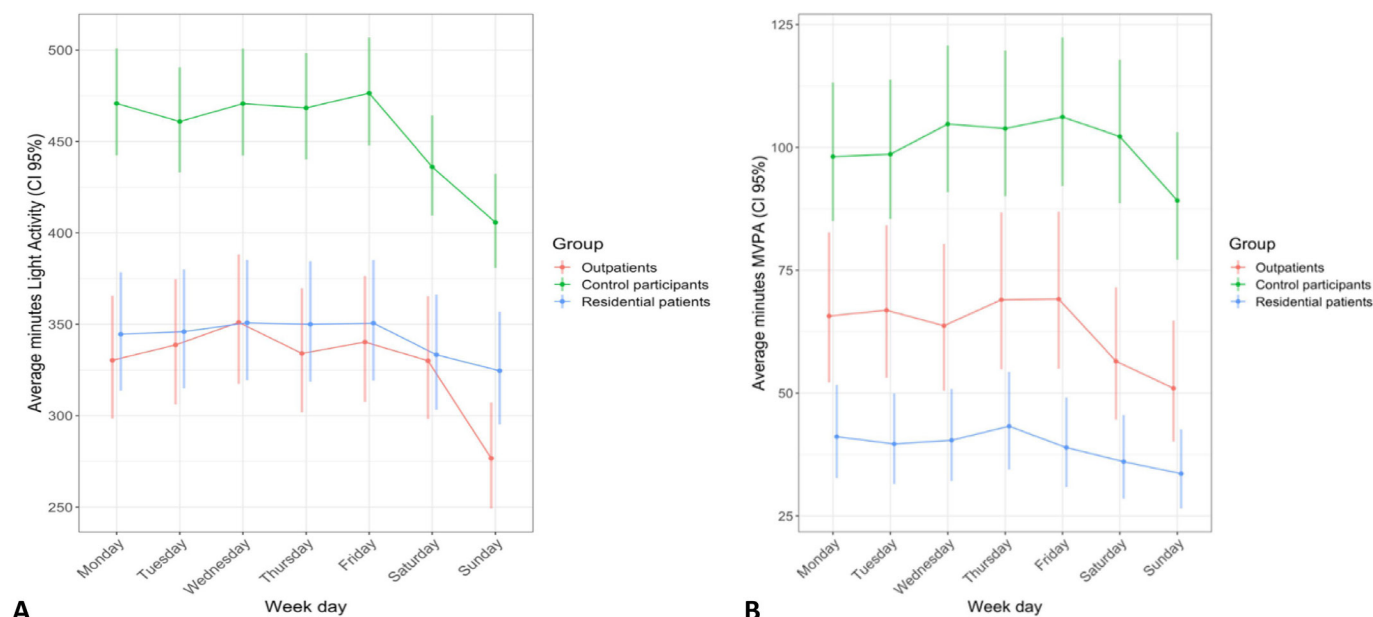 Average minutes Light Activity (CI 95%)
500
450
400
350
300
250
Monday
Tuesday
Wednesday
Thursday
Friday
Saturday
Sunday
Week day
Group
Outpatients
Control participants
Residential patients
A
Average minutes MVPA (CI 95%)
125
100
75
50
25
Monday
Tuesday
Wednesday
Thursday
Friday
Saturday
Sunday
Week day
Group
Outpatients
Control participants
Residential patients
B